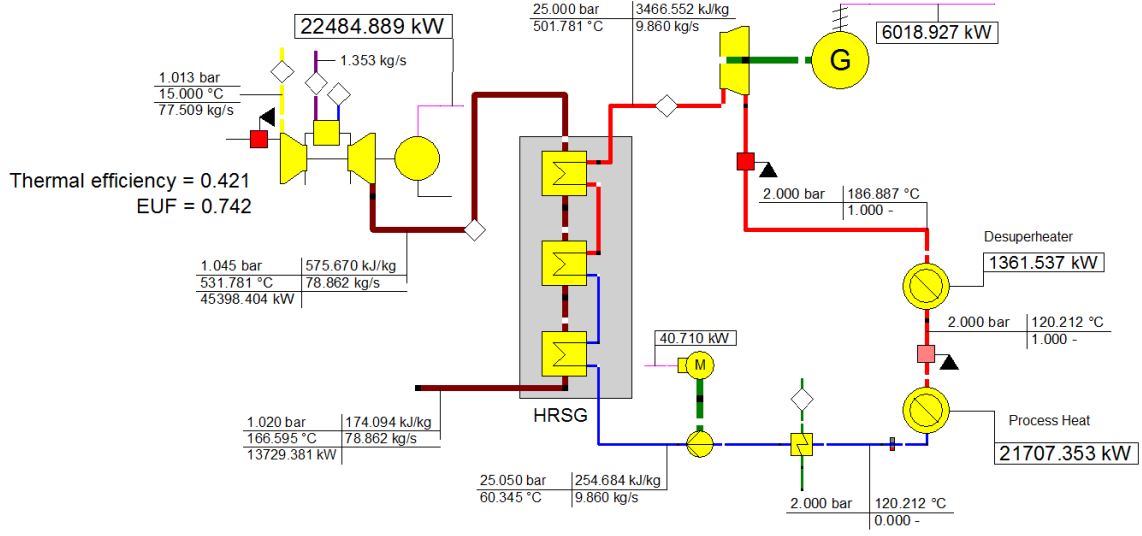 25.000 bar 3466.552 kJ/kg
501.781 °C 9.860 kg/s
6018.927 kW
22484.889 kW
1.353 kg/s
G
1.013 bar
15.000 °C
77.509 kg/s
Thermal efficiency = 0.421
EUF = 0.742
2.000 bar 186.887 °C
1.000 -
Desuperheater
1361.537 kW
1.045 bar 575.670 kJ/kg
531.781 °C 78.862 kg/s
45398.404 kW
2.000 bar 120.212 °C
1.000 -
40.710 kW
M
HRSG
Process Heat
21707.353 kW
1.020 bar 174.094 kJ/kg
166.595 °C 78.862 kg/s
13729.381 kW
25.050 bar 254.684 kJ/kg
60.345 °C 9.860 kg/s
2.000 bar 120.212 °C
0.000 -